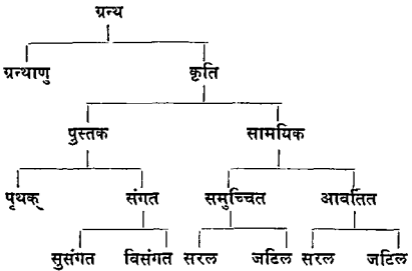 ग्रन्थ
ग्रन्थाणु कृति
पुस्तक सामयिक
पृथक् संगत समुच्चित आवर्तित
सुसंगत विसंगत सरल जटिल सरल जटिल